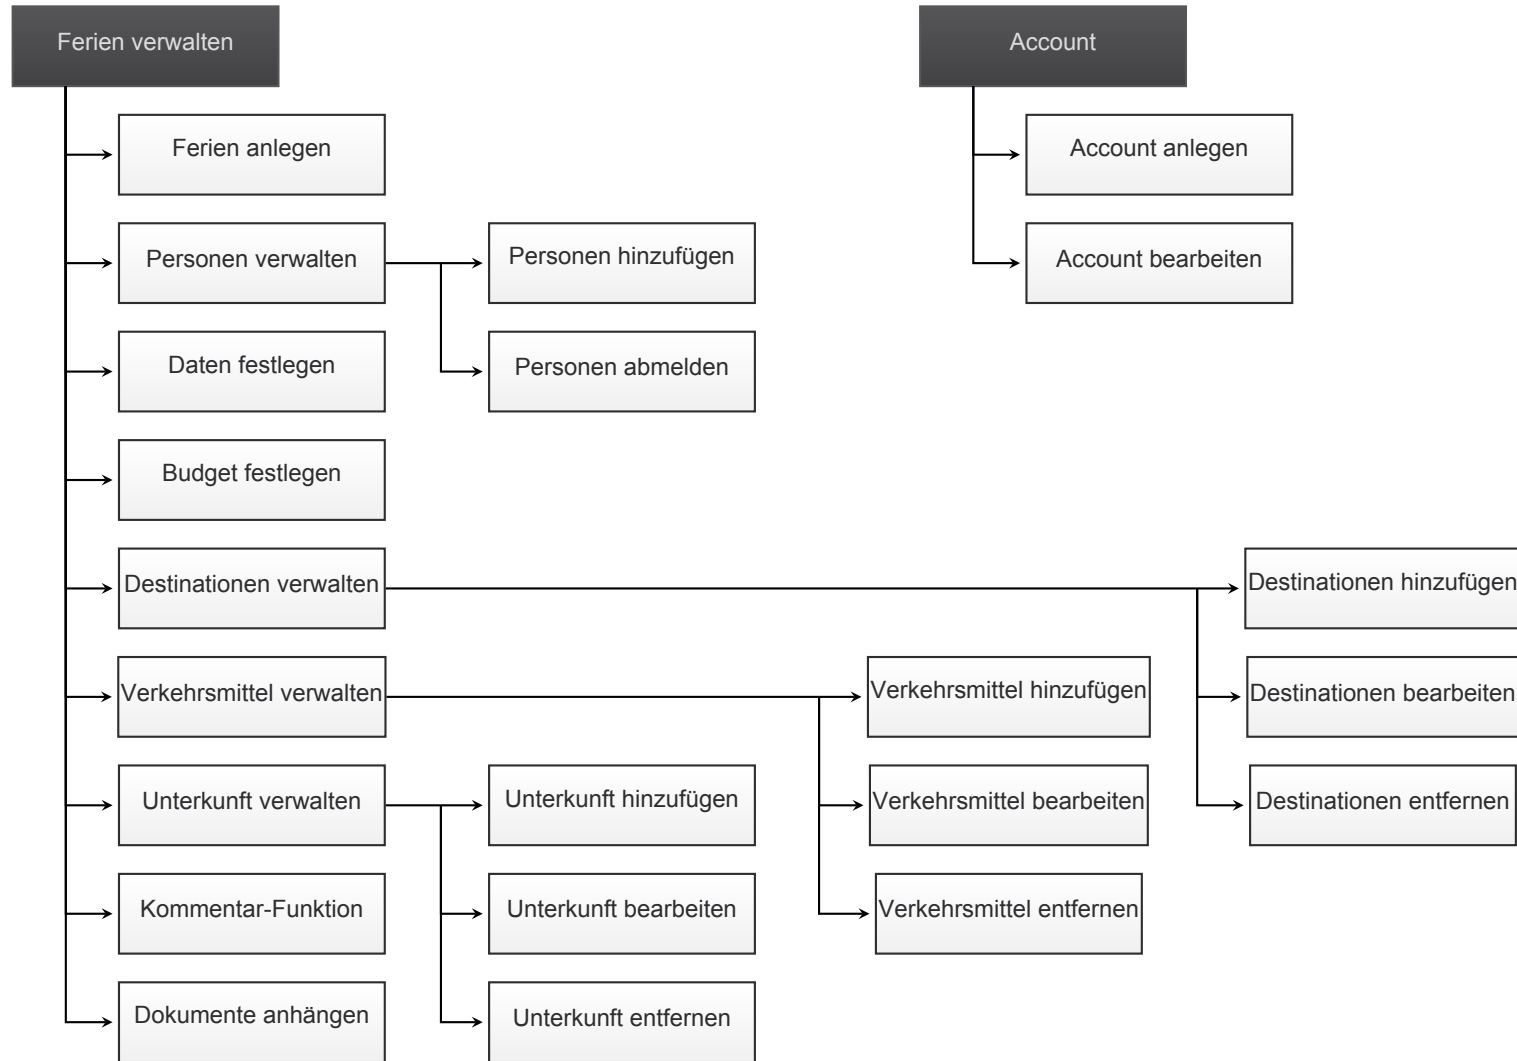 Ferien verwalten
Account
Ferien anlegen
Account anlegen
Personen verwalten
Personen hinzufügen
Account bearbeiten
Daten festlegen
Personen abmelden
Budget festlegen
Destinationen verwalten
Destinationen hinzufügen
Verkehrsmittel verwalten
Verkehrsmittel hinzufügen
Destinationen bearbeiten
Unterkunft verwalten
Unterkunft hinzufügen
Verkehrsmittel bearbeiten
Destinationen entfernen
Kommentar-Funktion
Unterkunft bearbeiten
Verkehrsmittel entfernen
Dokumente anhängen
Unterkunft entfernen